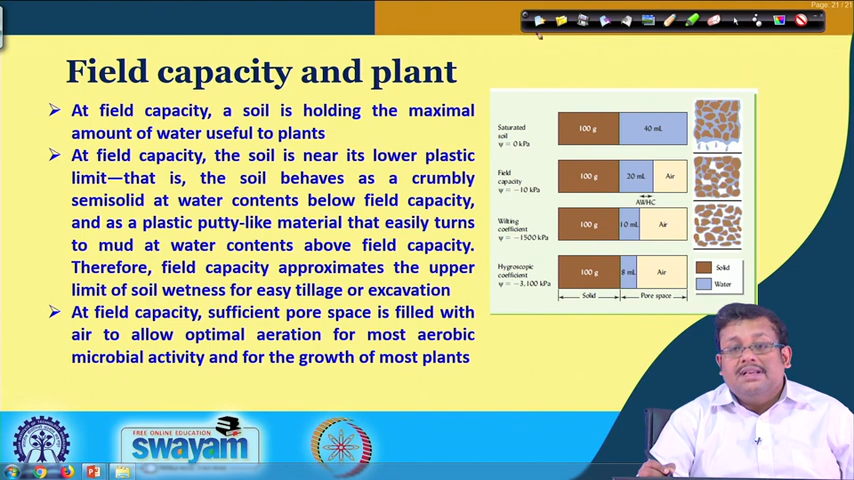 Page: 21 / 21
Field capacity and plant
➢ At field capacity, a soil is holding the maximal
amount of water useful to plants
➢ At field capacity, the soil is near its lower plastic
limit—that is, the soil behaves as a crumbly
semisolid at water contents below field capacity,
and as a plastic putty-like material that easily turns
to mud at water contents above field capacity.
Therefore, field capacity approximates the upper
limit of soil wetness for easy tillage or excavation
➢ At field capacity, sufficient pore space is filled with
air to allow optimal aeration for most aerobic
microbial activity and for the growth of most plants
Saturated
soil
ψ = 0 kPa
100 g
40 mL
Field
capacity
ψ = −10 kPa
100 g
20 mL
Air
AWHC
Wilting
coefficient
ψ = −1500 kPa
100 g
10 mL
Air
Hygroscopic
coefficient
ψ = −3,100 kPa
100 g
8 mL
Air
Solid
Pore space
Solid
Water
FREE ONLINE EDUCATION
swayam